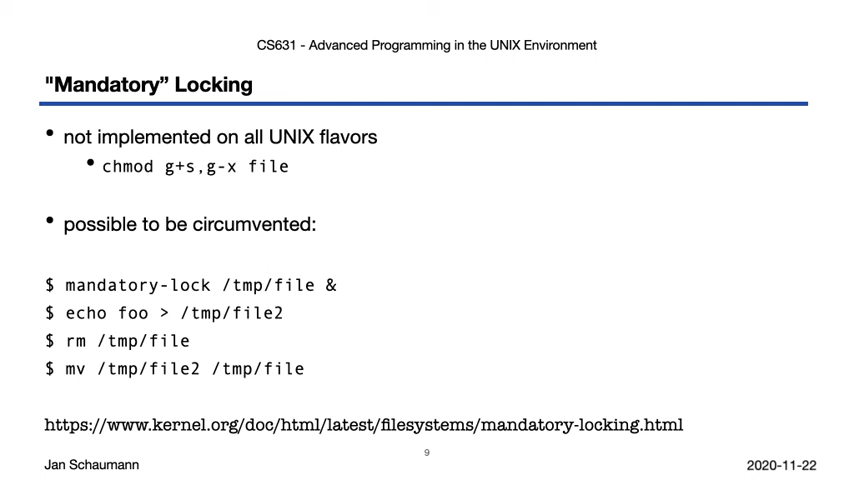 CS631 - Advanced Programming in the UNIX Environment
"Mandatory” Locking
• not implemented on all UNIX flavors
• chmod g+s,g-x file
• possible to be circumvented:
$ mandatory-lock /tmp/file &
$ echo foo > /tmp/file2
$ rm /tmp/file
$ mv /tmp/file2 /tmp/file
https://www.kernel.org/doc/html/latest/filesystems/mandatory-locking.html
9
Jan Schaumann
2020-11-22